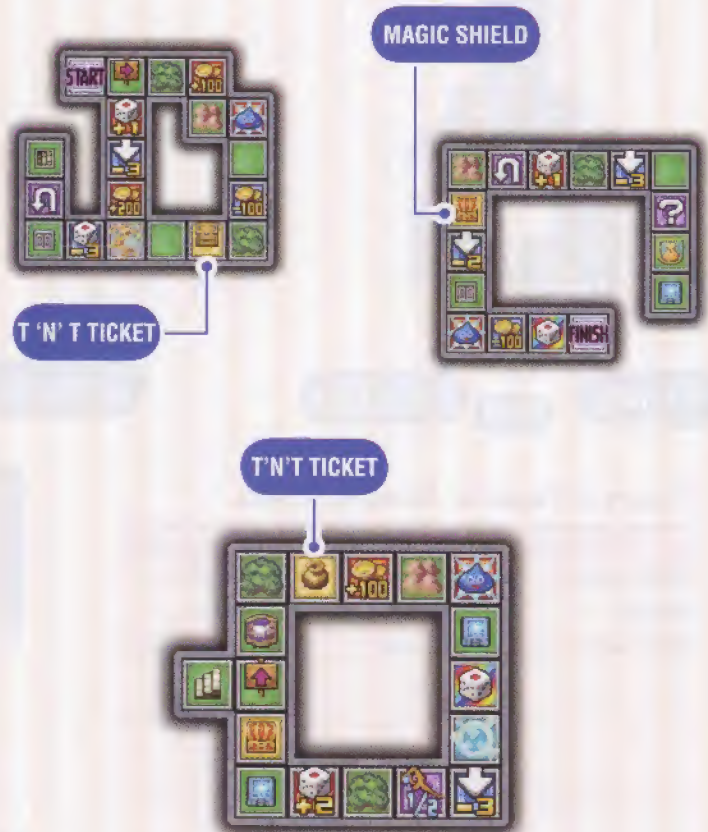 MAGIC SHIELD
START +100
+1
-3
+200 -100
-3
T 'N' T TICKET
+1 -3
?
-2
-100 FINISH
T'N'T TICKET
+100
+2 1/2 -3